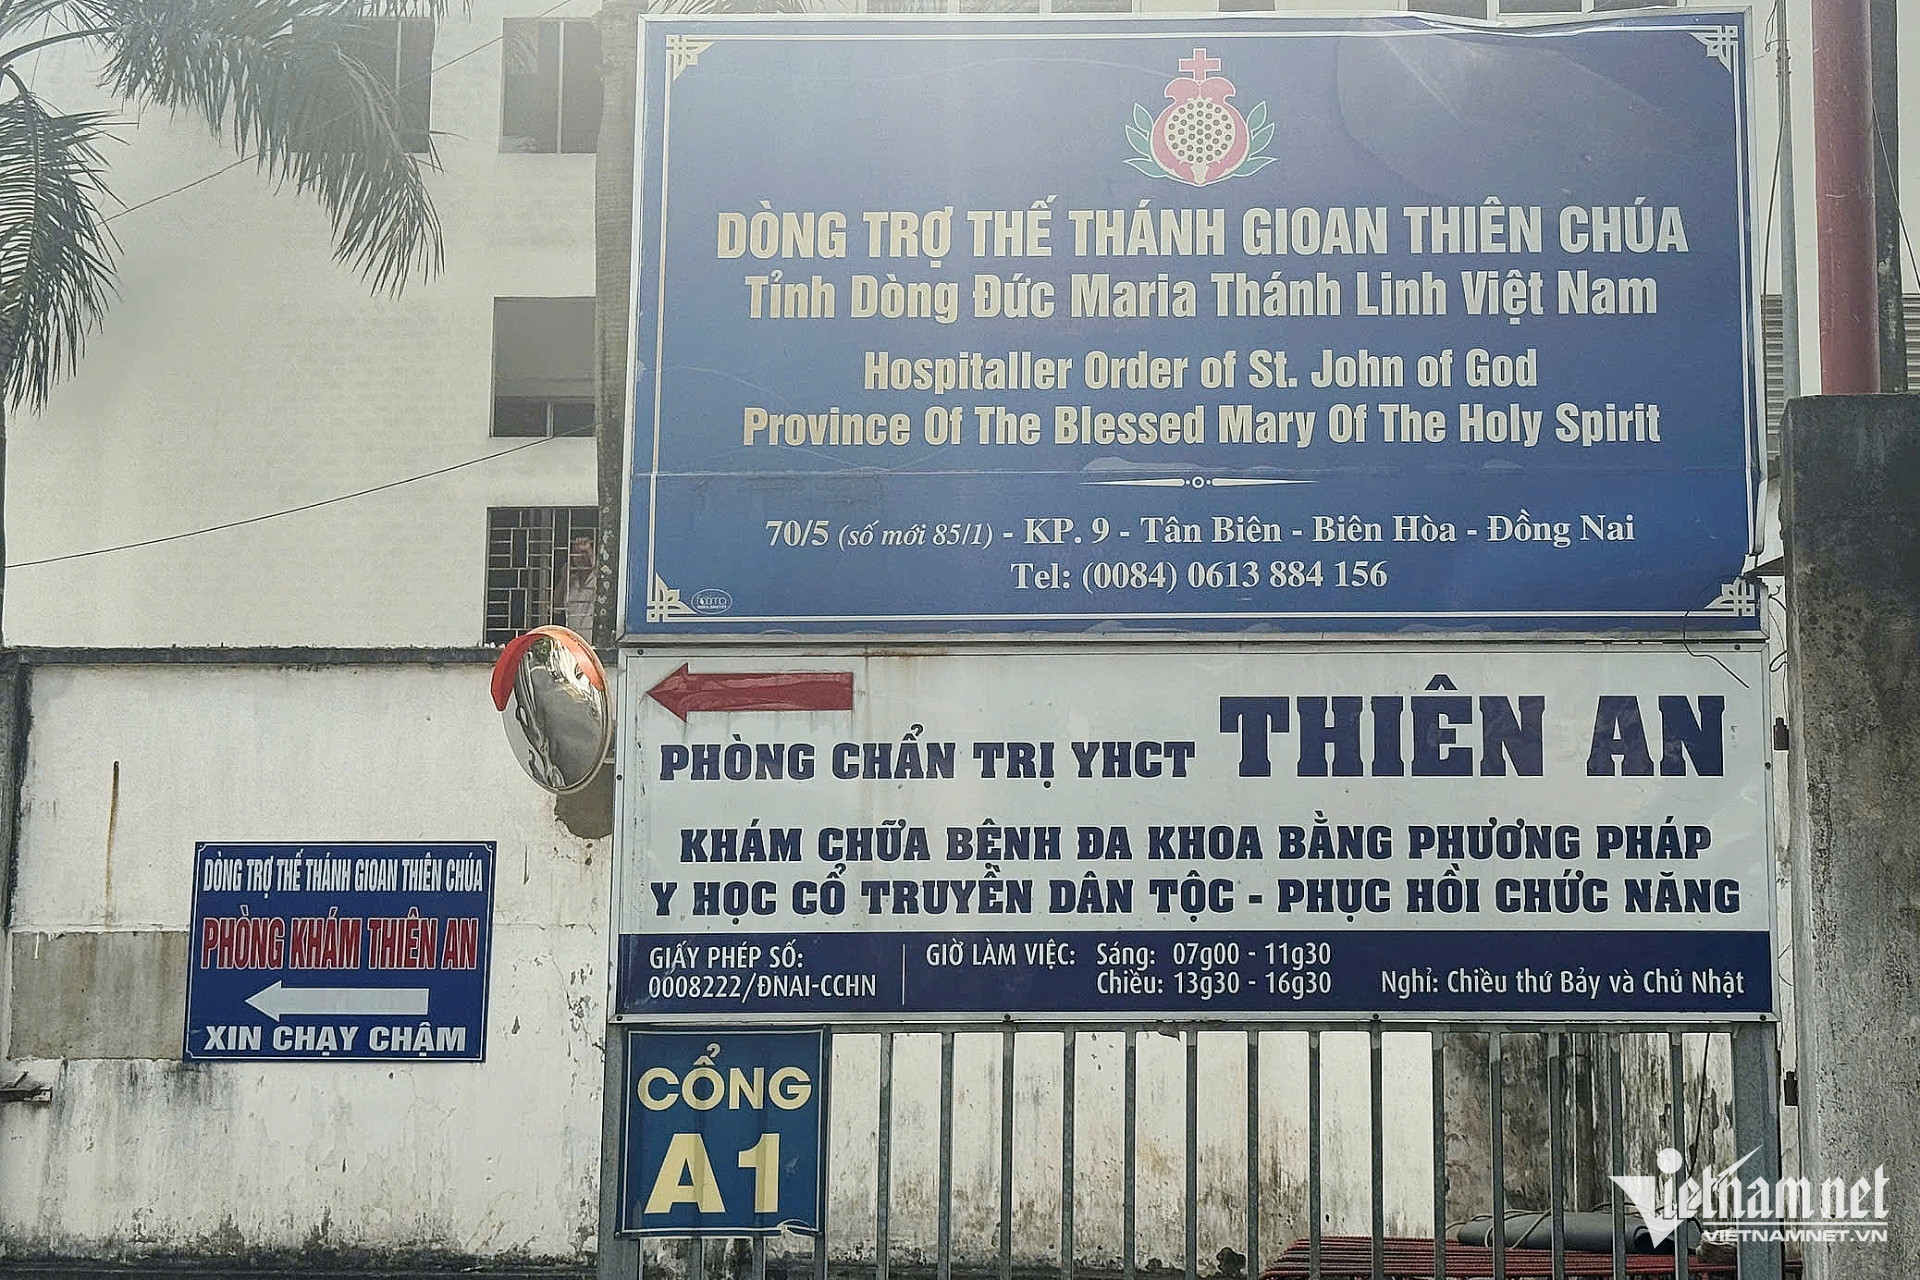 DÒNG TRỢ THẾ THÁNH GIOAN THIÊN CHÚA
Tỉnh Dòng Đức Maria Thánh Linh Việt Nam
Hospitaller Order of St. John of God
Province Of The Blessed Mary Of The Holy Spirit
70/5 (số mới 85/1) - KP. 9 - Tân Biên - Biên Hòa - Đồng Nai
Tel: (0084) 0613 884 156
PHÒNG CHẨN TRỊ YHCT THIÊN AN
KHÁM CHỮA BỆNH ĐA KHOA BẰNG PHƯƠNG PHÁP
Y HỌC CỔ TRUYỀN DÂN TỘC - PHỤC HỒI CHỨC NĂNG
GIẤY PHÉP SỐ:
008222/ĐNAI-CCHN
GIỜ LÀM VIỆC: Sáng: 07g00 - 11g30
Chiều: 13g30 - 16g30
Nghỉ: Chiều thứ Bảy và Chủ Nhật
DÒNG TRỢ THẾ THÁNH GIOAN THIÊN CHÚA
PHÒNG KHÁM THIÊN AN
XIN CHẠY CHẬM
CỔNG
A1
Vietnamnet
VIETNAMNET.VN